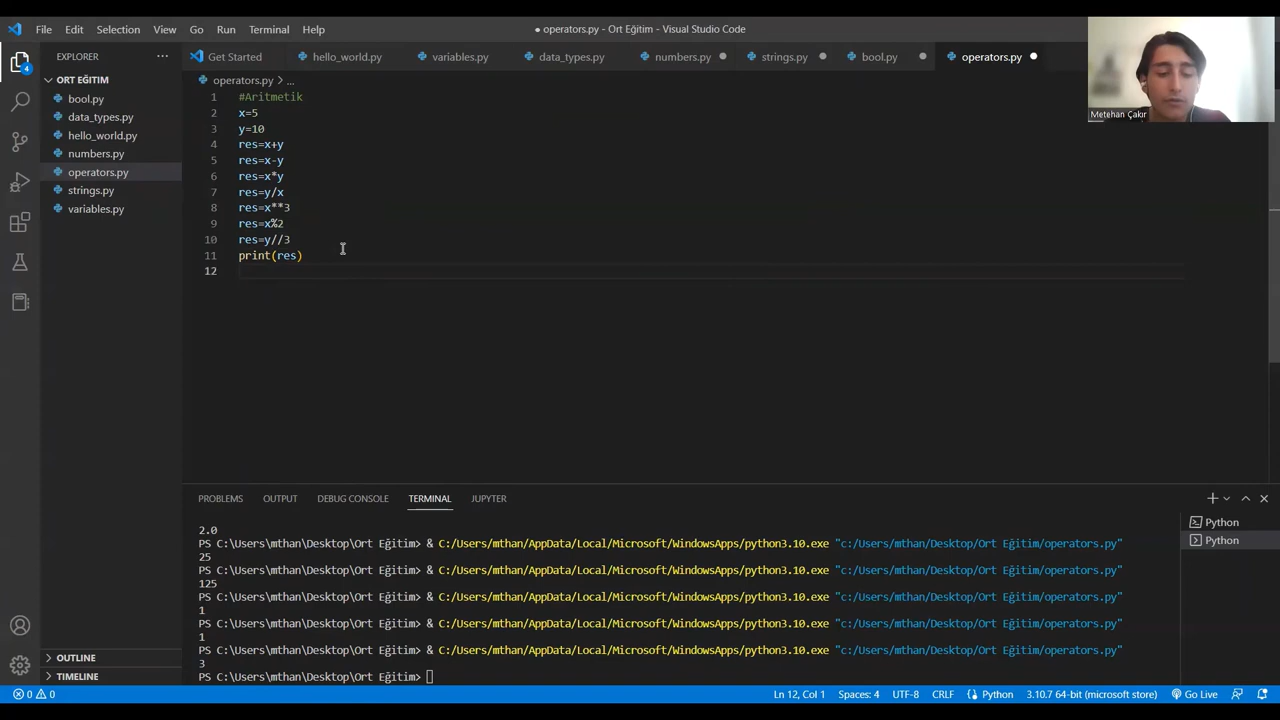 File Edit Selection View Go Run Terminal Help
● operators.py - Ort Eğitim - Visual Studio Code
EXPLORER ···
Get Started hello_world.py variables.py data_types.py numbers.py strings.py bool.py operators.py
4
ORT EĞITIM
bool.py
data_types.py
hello_world.py
numbers.py
operators.py
strings.py
variables.py
operators.py > ...
1 #Aritmetik
2 x=5
3 y=10
4 res=x+y
5 res=x-y
6 res=x*y
7 res=y/x
8 res=x**3
9 res=x%2
10 res=y//3
11 print(res)
12
Metehan Çakır
PROBLEMS OUTPUT DEBUG CONSOLE TERMINAL JUPYTER
2.0
PS C:\Users\mthan\Desktop\Ort Eğitim> & C:/Users/mthan/AppData/Local/Microsoft/WindowsApps/python3.10.exe "c:/Users/mthan/Desktop/Ort Eğitim/operators.py"
25
PS C:\Users\mthan\Desktop\Ort Eğitim> & C:/Users/mthan/AppData/Local/Microsoft/WindowsApps/python3.10.exe "c:/Users/mthan/Desktop/Ort Eğitim/operators.py"
125
PS C:\Users\mthan\Desktop\Ort Eğitim> & C:/Users/mthan/AppData/Local/Microsoft/WindowsApps/python3.10.exe "c:/Users/mthan/Desktop/Ort Eğitim/operators.py"
1
PS C:\Users\mthan\Desktop\Ort Eğitim> & C:/Users/mthan/AppData/Local/Microsoft/WindowsApps/python3.10.exe "c:/Users/mthan/Desktop/Ort Eğitim/operators.py"
1
PS C:\Users\mthan\Desktop\Ort Eğitim> & C:/Users/mthan/AppData/Local/Microsoft/WindowsApps/python3.10.exe "c:/Users/mthan/Desktop/Ort Eğitim/operators.py"
3
PS C:\Users\mthan\Desktop\Ort Eğitim>
Python
Python
OUTLINE
TIMELINE
0 0 Ln 12, Col 1 Spaces: 4 UTF-8 CRLF Python 3.10.7 64-bit (microsoft store) Go Live